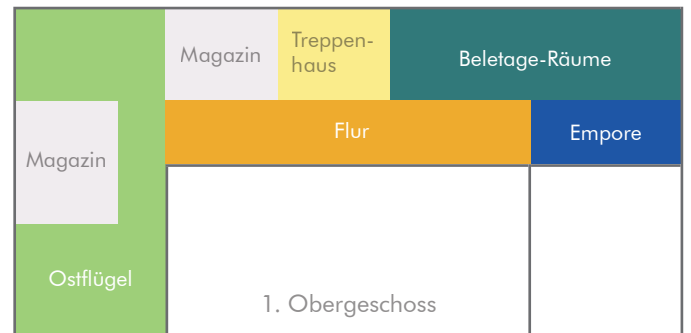 Magazin
Treppen-
haus
Beletage-Räume
Flur
Empore
Magazin
Ostflügel
1. Obergeschoss